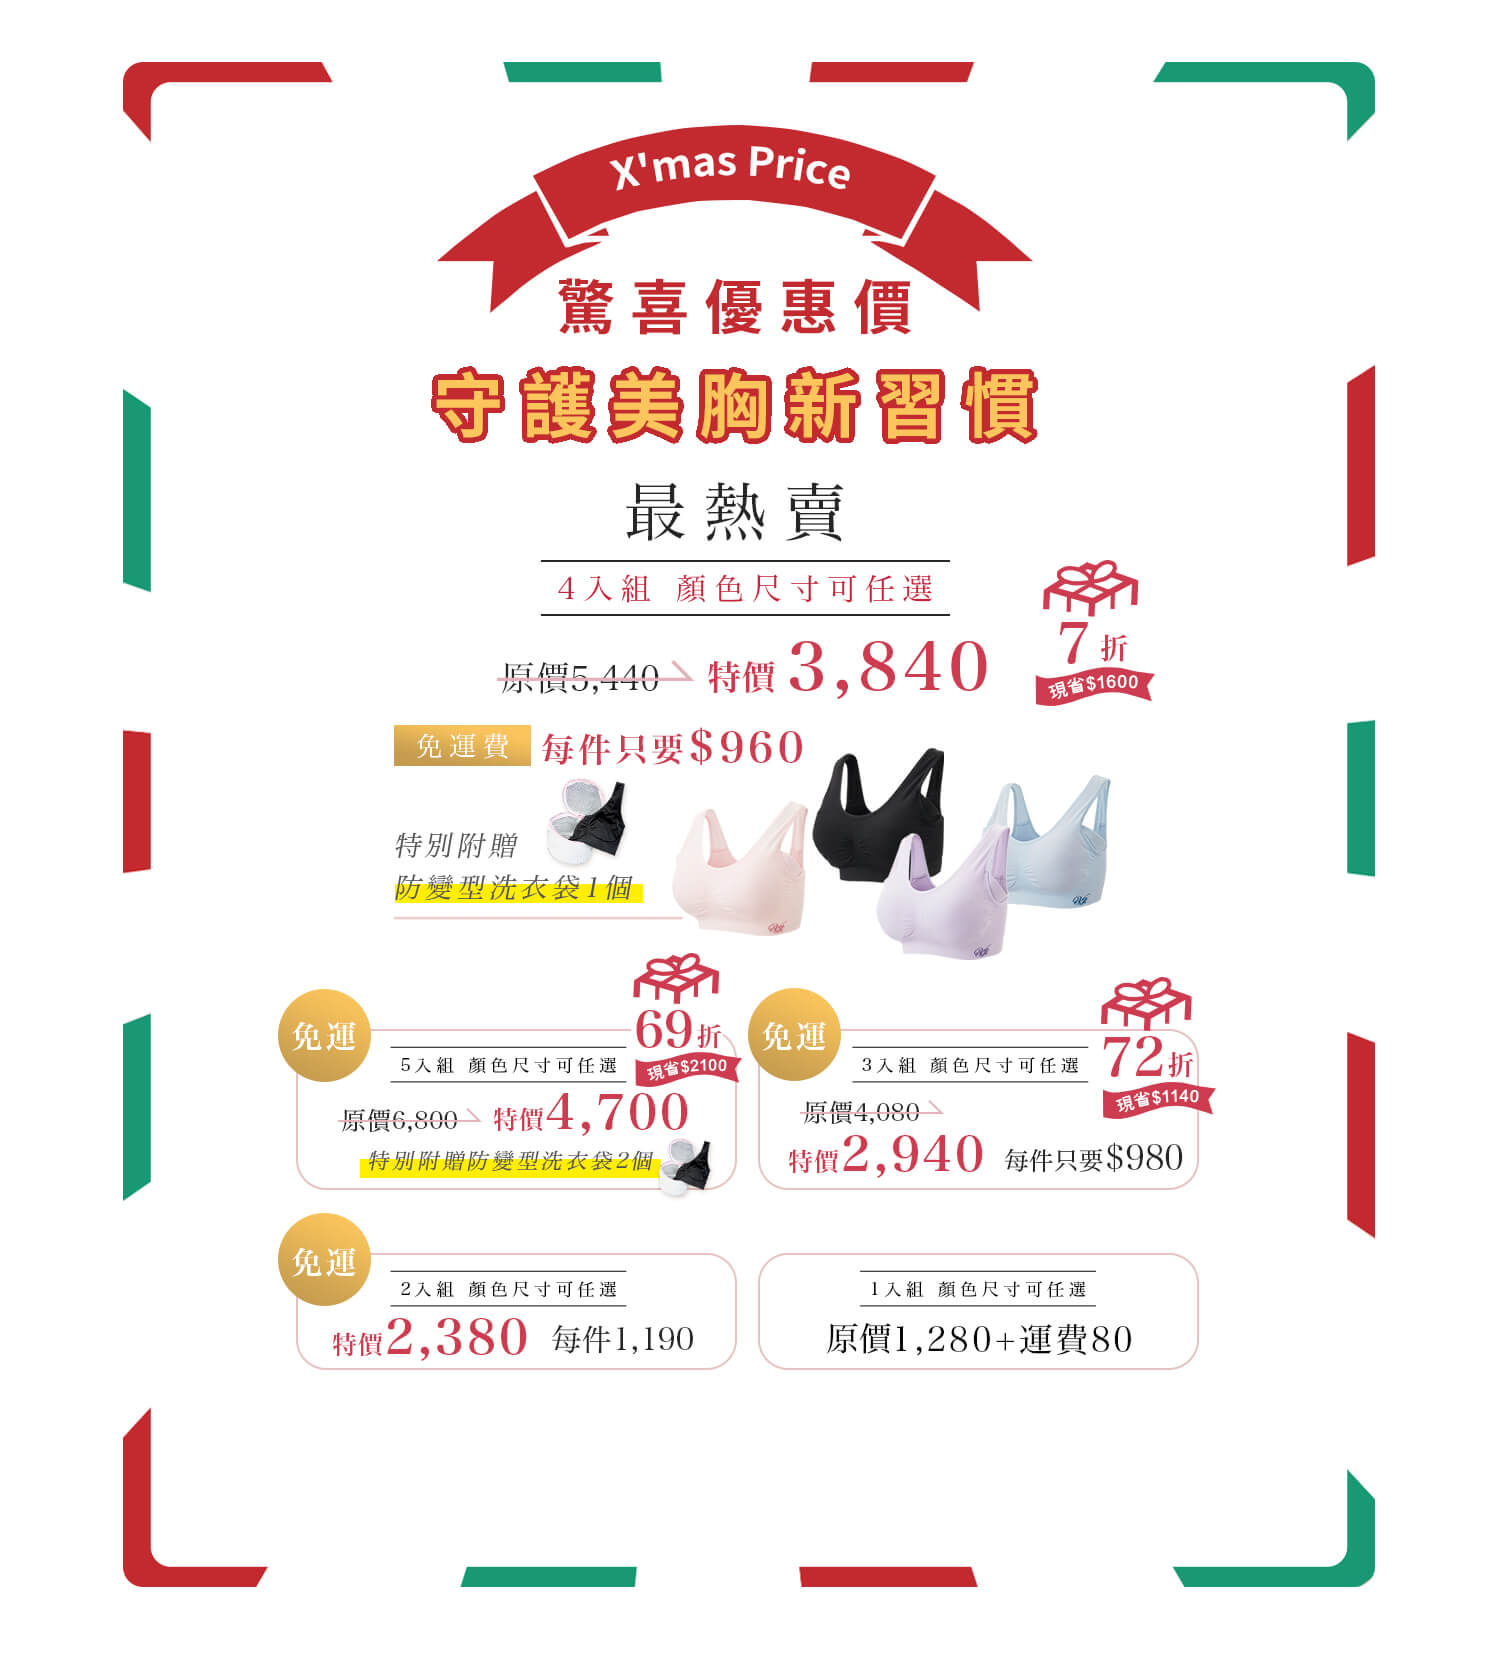 X'mas Price
驚喜優惠價
守護美胸新習慣
最熱賣
4入組 顏色尺寸可任選
7折
現省$1600
原價5,440 特價3,840
免運費 每件只要$960
特別附贈
防變型洗衣袋1個
免運
69折
現省$2100
5入組 顏色尺寸可任選
原價6,800 特價4,700
特別附贈防變型洗衣袋2個
免運
72折
現省$1140
3入組 顏色尺寸可任選
原價4,080
特價2,940 每件只要$980
免運
2入組 顏色尺寸可任選
特價2,380 每件1,190
1入組 顏色尺寸可任選
原價1,280+運費80